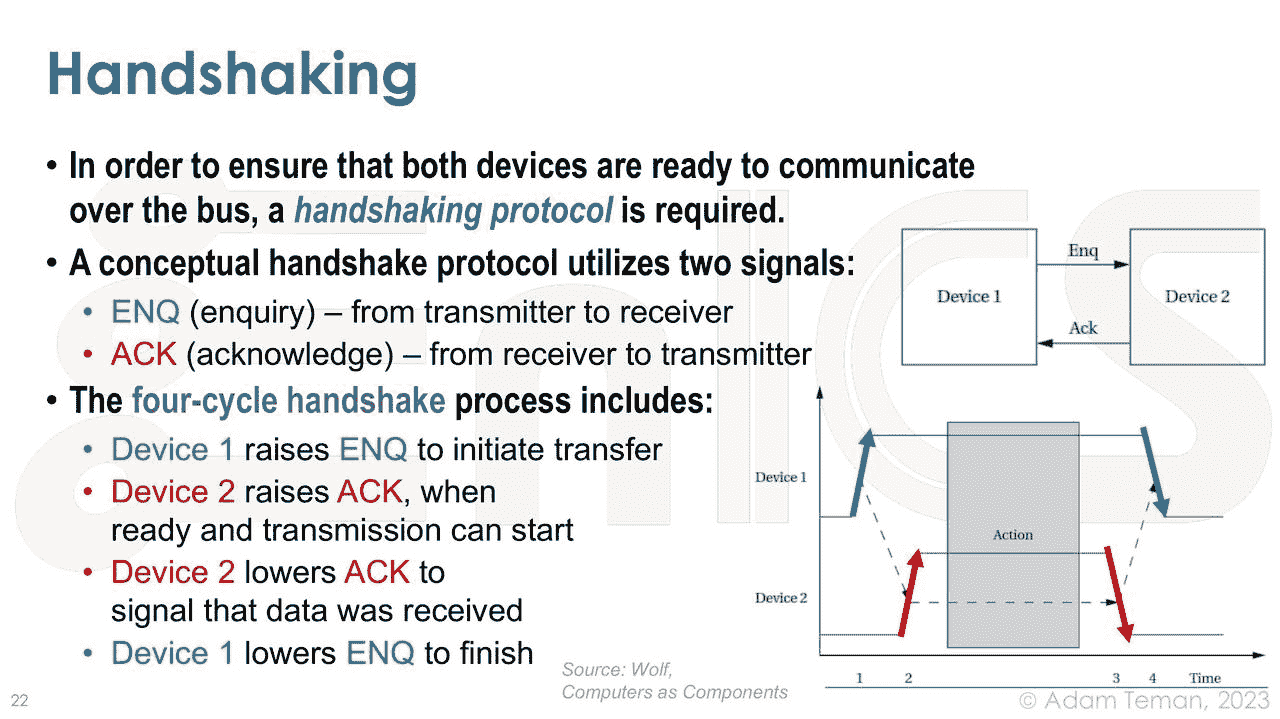 Handshaking
• In order to ensure that both devices are ready to communicate
over the bus, a handshaking protocol is required.
• A conceptual handshake protocol utilizes two signals:
• ENQ (enquiry) – from transmitter to receiver
• ACK (acknowledge) – from receiver to transmitter
• The four-cycle handshake process includes:
• Device 1 raises ENQ to initiate transfer
• Device 2 raises ACK, when
ready and transmission can start
• Device 2 lowers ACK to
signal that data was received
• Device 1 lowers ENQ to finish
Device 1
Enq
Ack
Device 2
Device 1
Action
Device 2
1 2 3 4 Time
Source: Wolf,
Computers as Components
22
© Adam Teman, 2023
EnICS